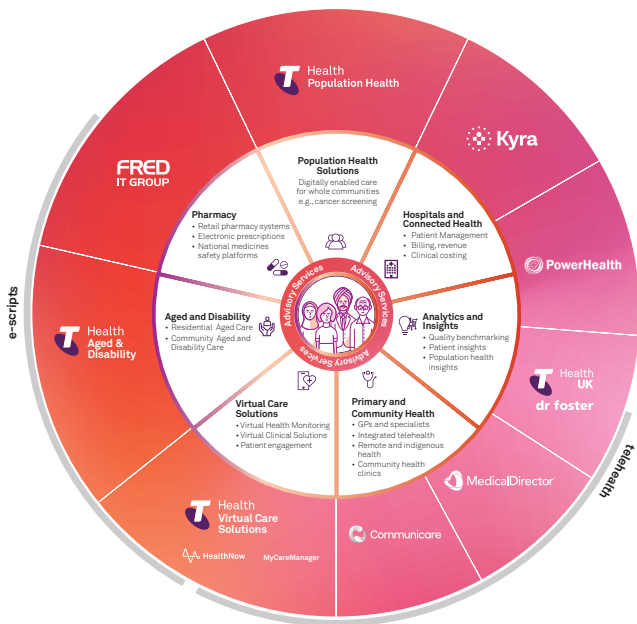 Health
Population Health
Kyra
FRED
IT GROUP
Population Health
Solutions
Digitally enabled care
for whole communities
e.g., cancer screening
Pharmacy
• Retail pharmacy systems
• Electronic prescriptions
• National medicines
safety platforms
Hospitals and
Connected Health
• Patient Management
• Billing, revenue
• Clinical costing
PowerHealth
Advisory Services
Advisory Services
Advisory Services
Aged and Disability
• Residential Aged Care
• Community Aged and
Disability Care
Analytics and
Insights
• Quality benchmarking
• Patient insights
• Population health
insights
e-scripts
Health
Aged &
Disability
Health
UK
dr foster
Virtual Care
Solutions
• Virtual Health Monitoring
• Virtual Clinical Solutions
• Patient engagement
Primary and
Community Health
• GPs and specialists
• Integrated telehealth
• Remote and indigenous
health
• Community health
clinics
telehealth
MedicalDirector
Health
Virtual Care
Solutions
HealthNow
MyCareManager
Communicare